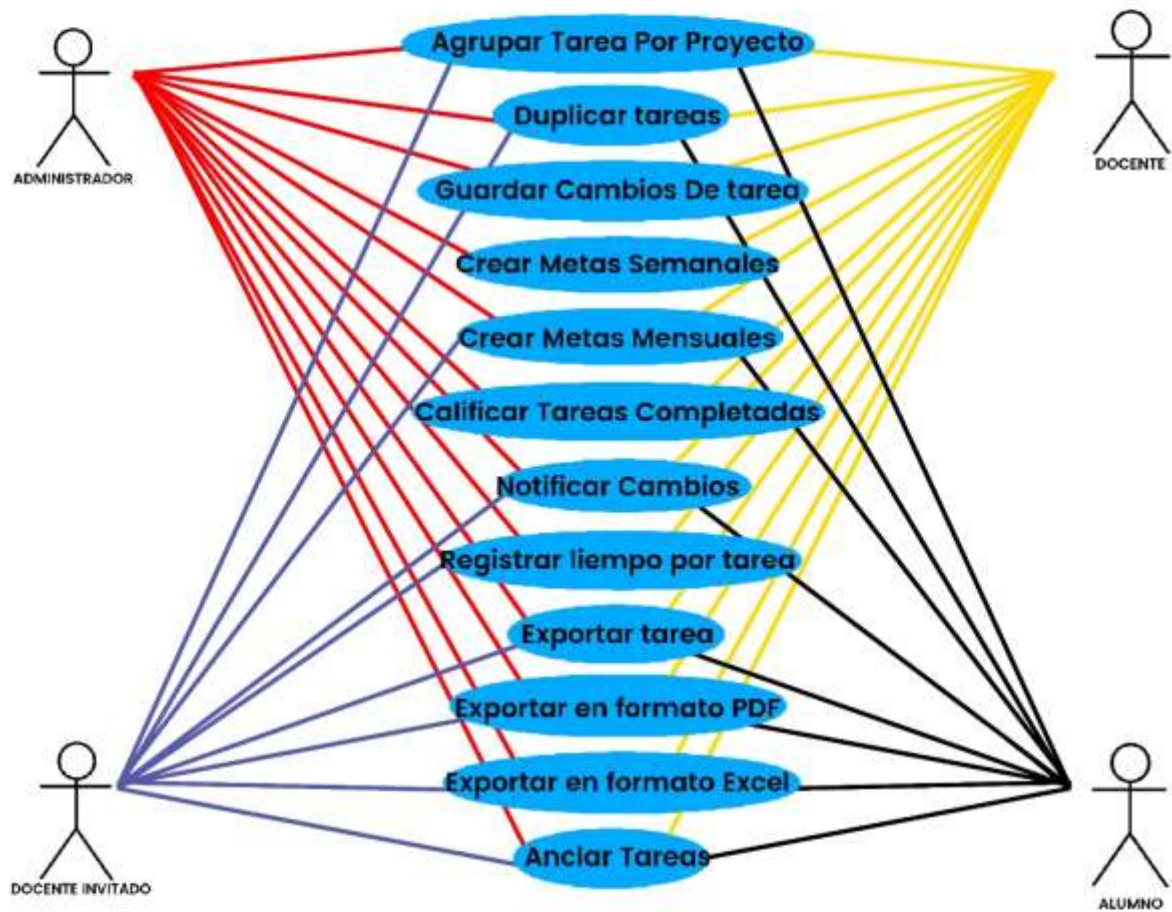 Agrupar Tarea Por Proyecto
Duplicar tareas
ADMINISTRADOR
DOCENTE
Guardar Cambios De tarea
Crear Metas Semanales
Crear Metas Mensuales
Calificar Tareas Completadas
Notificar Cambios
Registrar tiempo por tarea
Exportar tarea
Exportar en formato PDF
Exportar en formato Excel
Anclar Tareas
DOCENTE INVITADO
ALUMNO